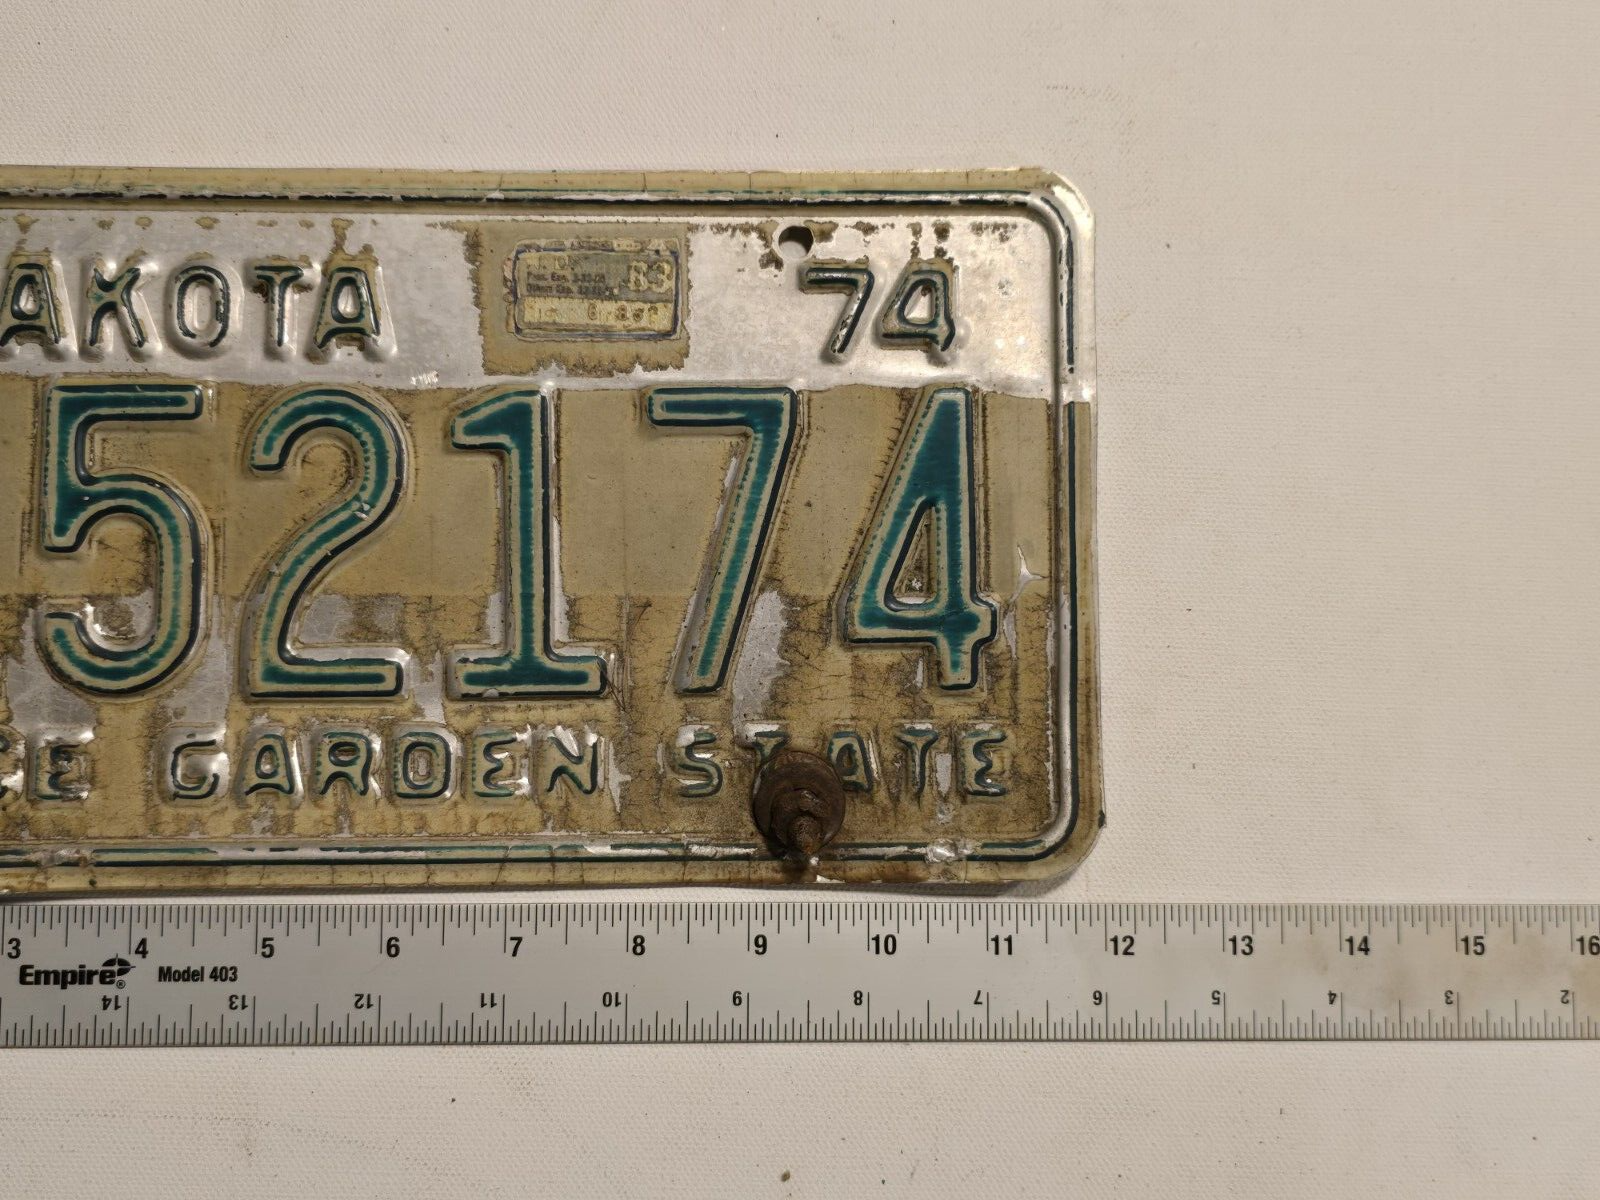 AKOTA 83 74
52174
CE GARDEN STATE
3 4 5 6 7 8 9 10 11 12 13 14 15 16
Empire® Model 403
14 13 12 11 10 9 8 7 6 5 4 3 2